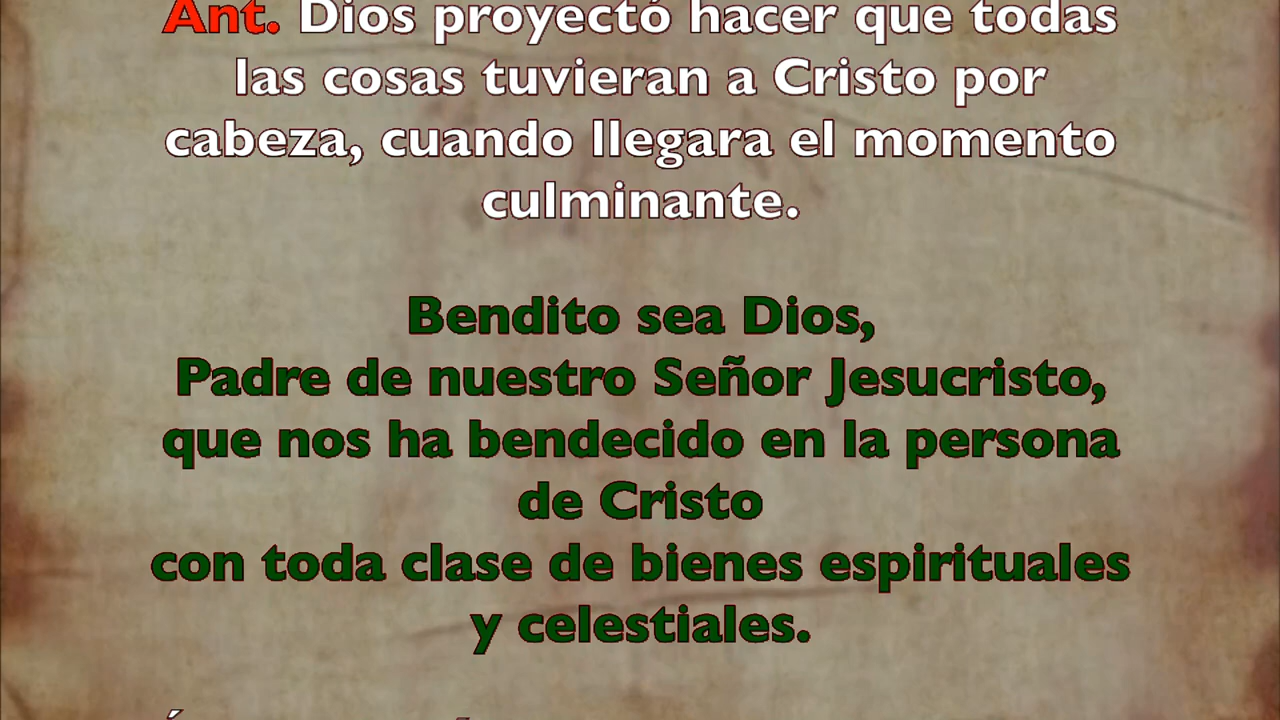 Ant. Dios proyectó hacer que todas
las cosas tuvieran a Cristo por
cabeza, cuando llegara el momento
culminante.
Bendito sea Dios,
Padre de nuestro Señor Jesucristo,
que nos ha bendecido en la persona
de Cristo
con toda clase de bienes espirituales
y celestiales.